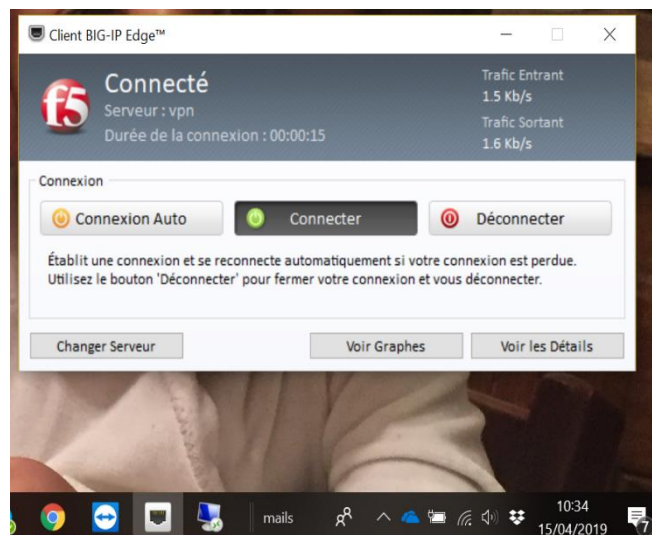 Client BIG-IP Edge™
f5
Connecté
Serveur : vpn
Durée de la connexion : 00:00:15
Trafic Entrant
1.5 Kb/s
Trafic Sortant
1.6 Kb/s
Connexion
Connexion Auto
Connecter
Déconnecter
Établit une connexion et se reconnecte automatiquement si votre connexion est perdue.
Utilisez le bouton 'Déconnecter' pour fermer votre connexion et vous déconnecter.
Changer Serveur
Voir Graphes
Voir les Détails
mails
10:34
15/04/2019
7